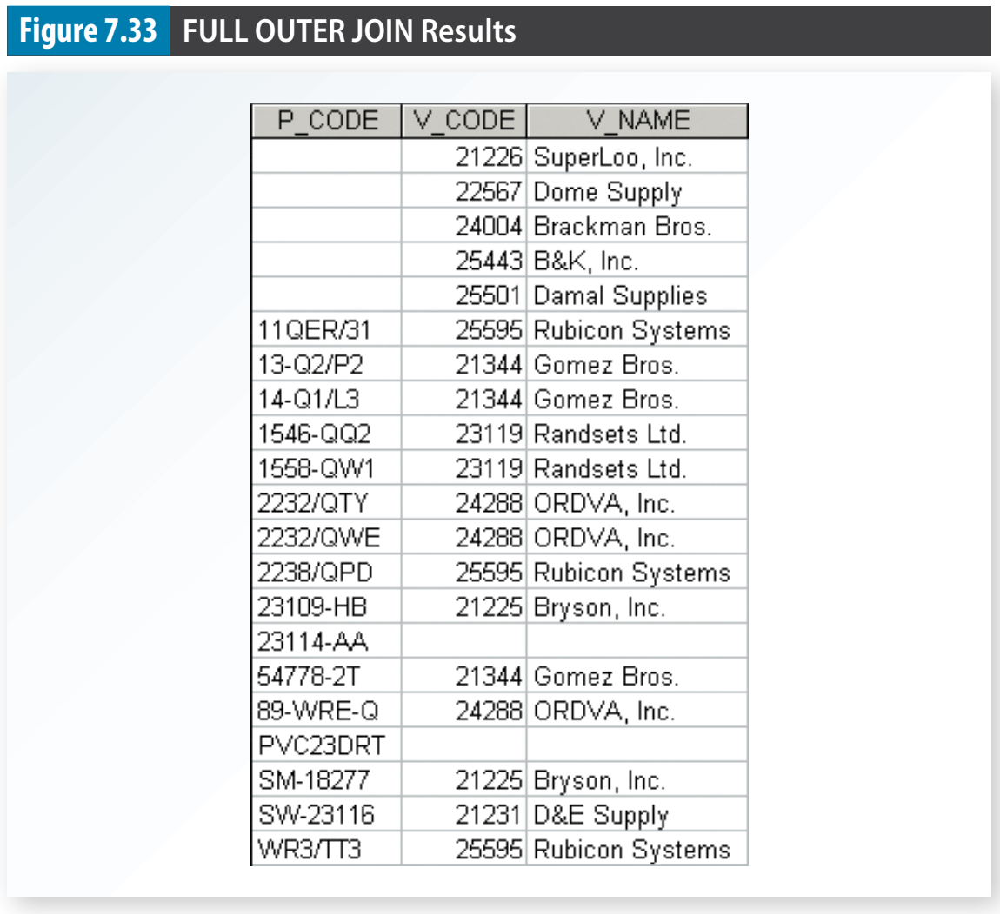 Figure 7.33 FULL OUTER JOIN Results
P_CODE V_CODE V_NAME
21226 SuperLoo, Inc.
22567 Dome Supply
24004 Brackman Bros.
25443 B&K, Inc.
25501 Damal Supplies
11QER/31 25595 Rubicon Systems
13-Q2/P2 21344 Gomez Bros.
14-Q1/L3 21344 Gomez Bros.
1546-QQ2 23119 Randsets Ltd.
1558-QW1 23119 Randsets Ltd.
2232/QTY 24288 ORDVA, Inc.
2232/QWE 24288 ORDVA, Inc.
2238/QPD 25595 Rubicon Systems
23109-HB 21225 Bryson, Inc.
23114-AA
54778-2T 21344 Gomez Bros.
89-WRE-Q 24288 ORDVA, Inc.
PVC23DRT
SM-18277 21225 Bryson, Inc.
SW-23116 21231 D&E Supply
WR3/TT3 25595 Rubicon Systems